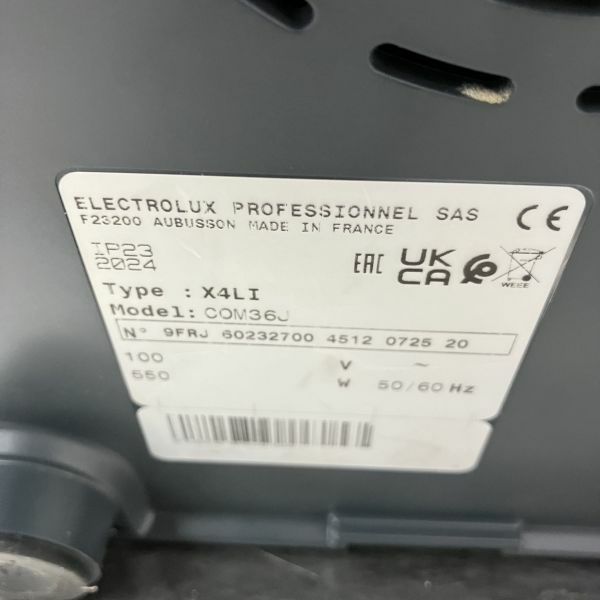 ELECTROLUX PROFESSIONNEL SAS
F23200 AUBUSSON MADE IN FRANCE
CE
IP23
2024
EAC
UK
CA
WEEE
Type : X4LI
Model: COM36J
N° 9FRJ 60232700 4512 0725 20
100 V ~
550 W 50/60 Hz